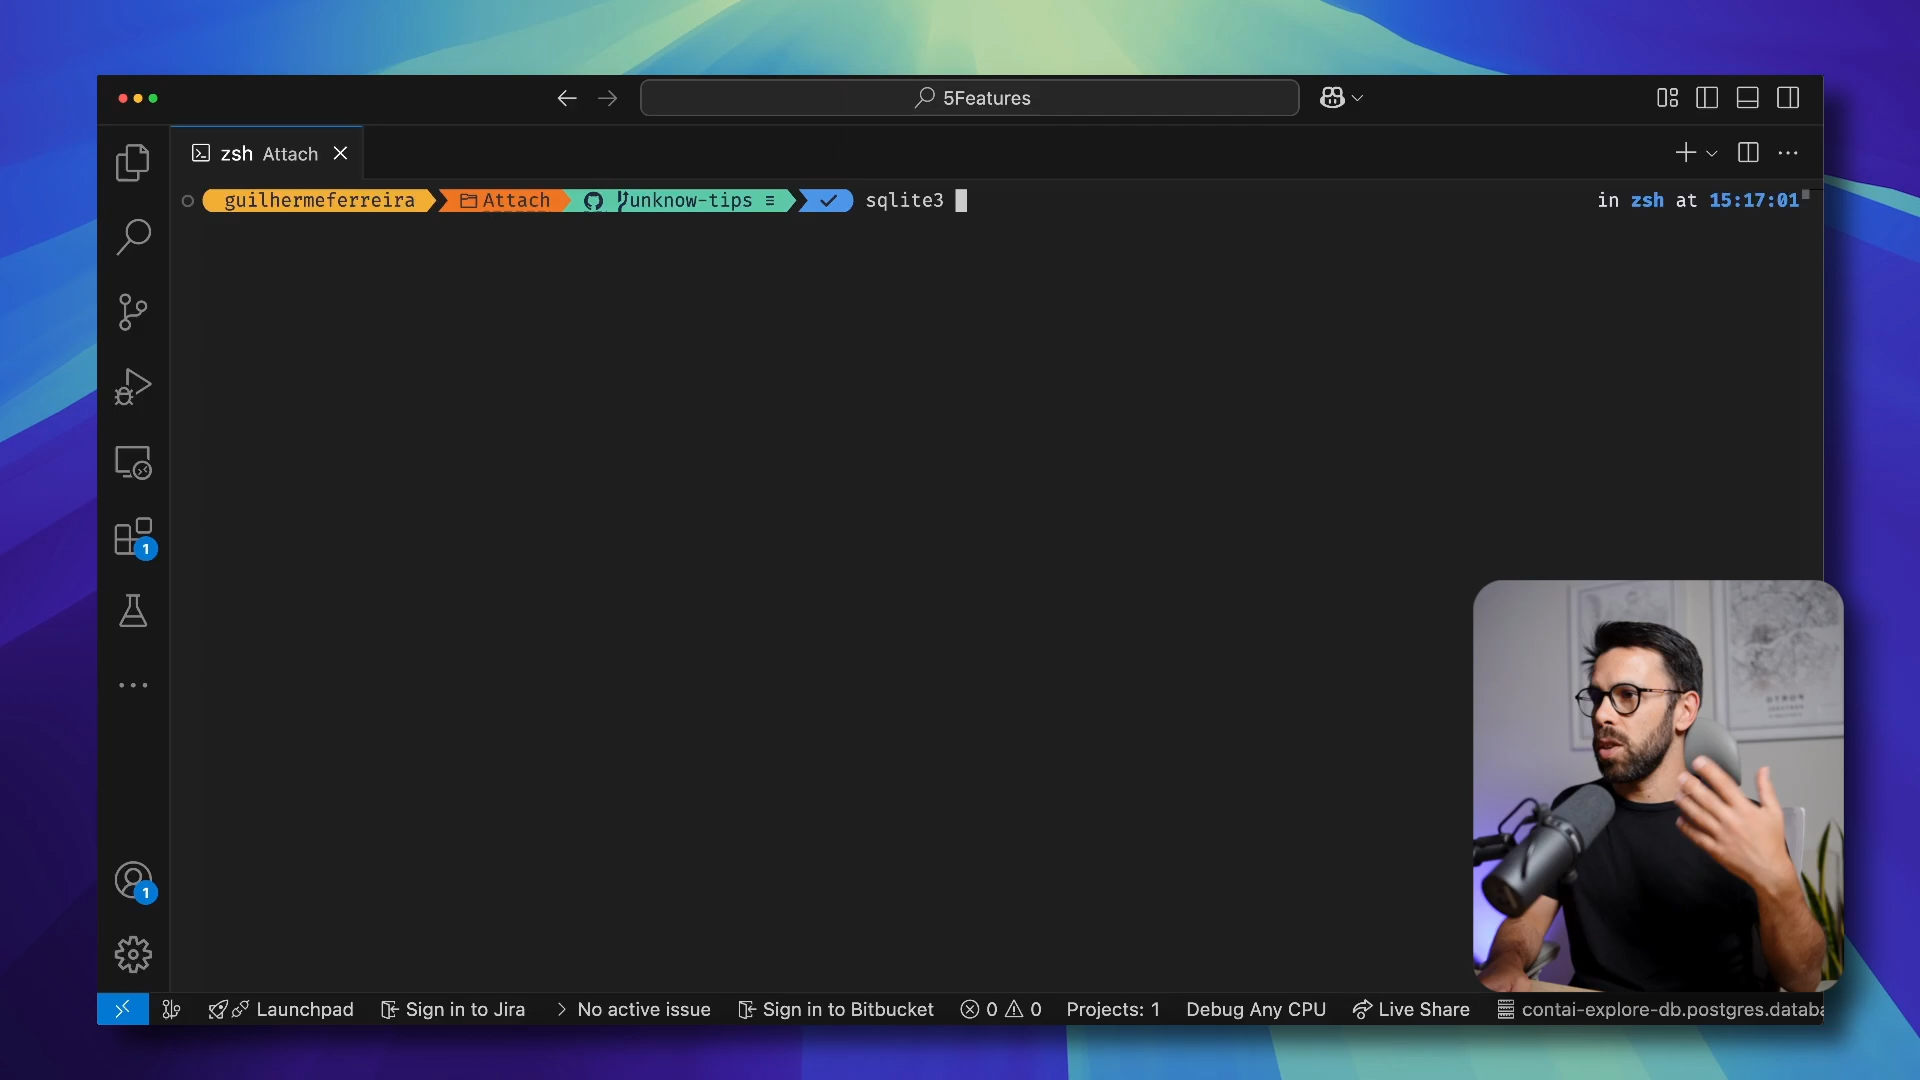 5Features
zsh Attach
guilhermeferreira Attach unknow-tips sqlite3 in zsh at 15:17:01
1
1
Launchpad Sign in to Jira No active issue Sign in to Bitbucket 0 0 Projects: 1 Debug Any CPU Live Share contai-explore-db.postgres.databa